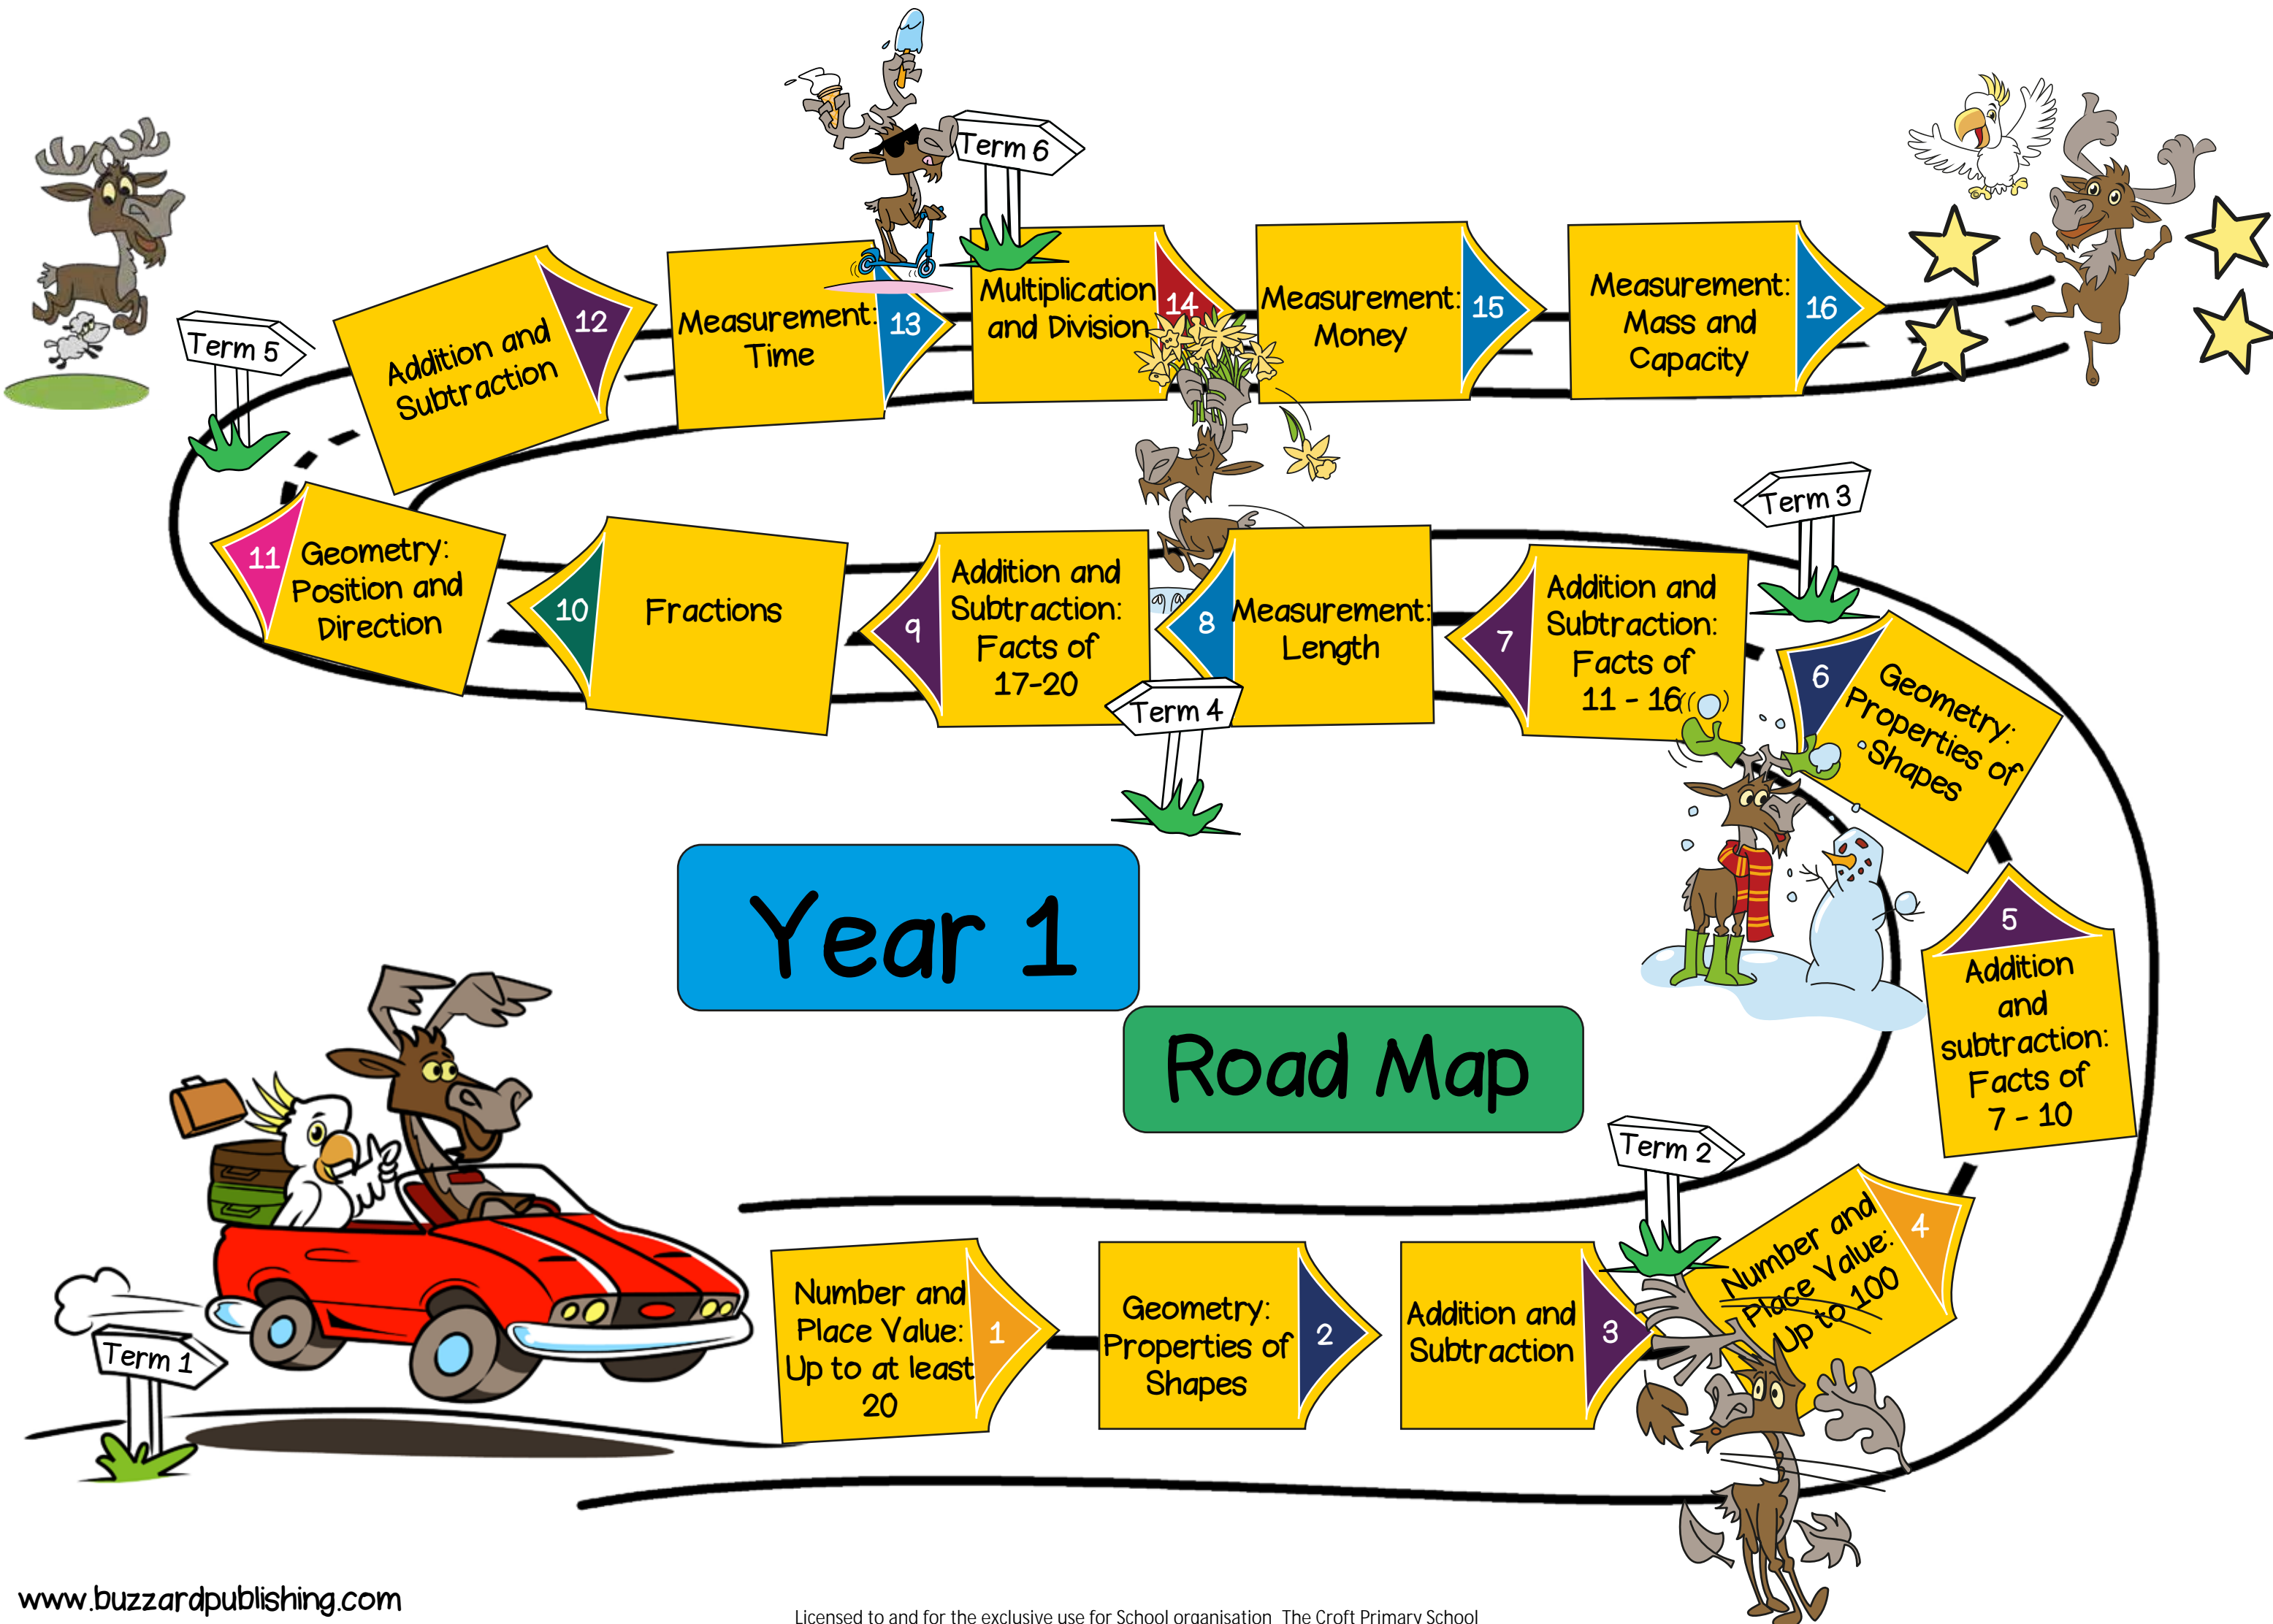 Term 1
Number and
Place Value:
Up to at least
20
1
Geometry:
Properties of
Shapes
2
Addition and
Subtraction
3
Term 2
Number and
Place Value:
Up to 100
4
5
Addition
and
subtraction:
Facts of
7 - 10
6
Geometry:
Properties of
Shapes
Term 3
7
Addition and
Subtraction:
Facts of
11 - 16
8
Measurement:
Length
Term 4
9
Addition and
Subtraction:
Facts of
17-20
10
Fractions
11
Geometry:
Position and
Direction
Term 5
Addition and
Subtraction
12
Measurement:
Time
13
Term 6
Multiplication
and Division
14
Measurement:
Money
15
Measurement:
Mass and
Capacity
16
Year 1
Road Map
www.buzzardpublishing.com
Licensed to and for the exclusive use for School organisation The Croft Primary School